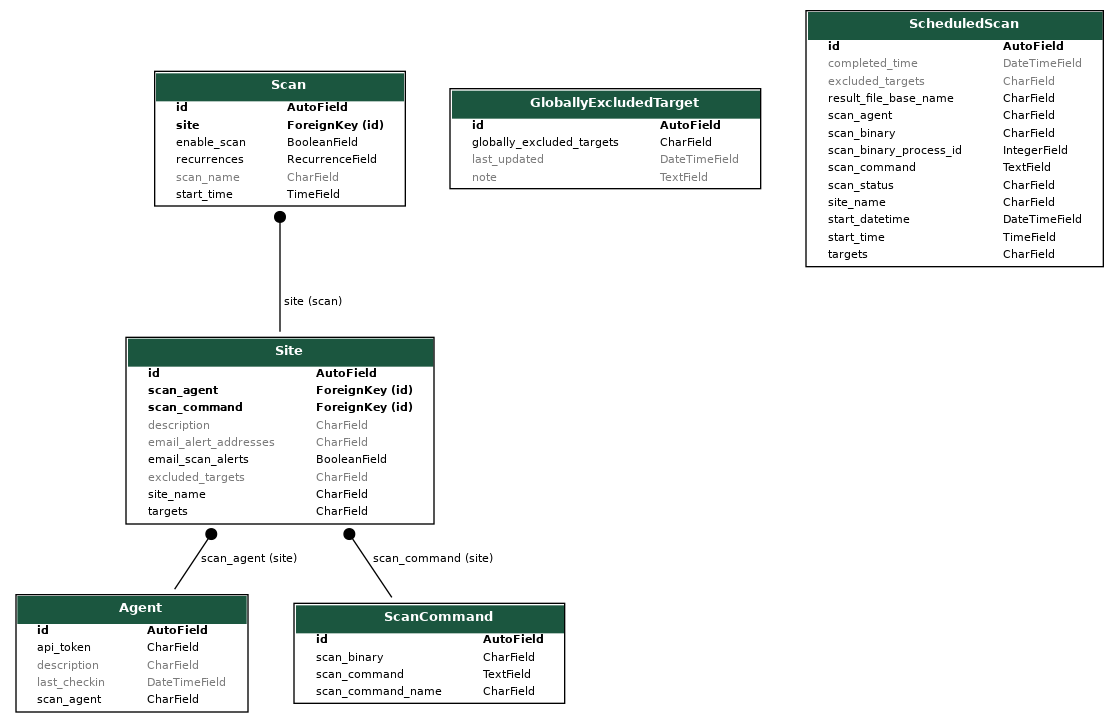 ScheduledScan
id AutoField
completed_time DateTimeField
excluded_targets CharField
result_file_base_name CharField
scan_agent CharField
scan_binary CharField
scan_binary_process_id IntegerField
scan_command TextField
scan_status CharField
site_name CharField
start_datetime DateTimeField
start_time TimeField
targets CharField
Scan
id AutoField
site ForeignKey (id)
enable_scan BooleanField
recurrences RecurrenceField
scan_name CharField
start_time TimeField
GloballyExcludedTarget
id AutoField
globally_excluded_targets CharField
last_updated DateTimeField
note TextField
site (scan)
Site
id AutoField
scan_agent ForeignKey (id)
scan_command ForeignKey (id)
description CharField
email_alert_addresses CharField
email_scan_alerts BooleanField
excluded_targets CharField
site_name CharField
targets CharField
scan_agent (site)
scan_command (site)
Agent
id AutoField
api_token CharField
description CharField
last_checkin DateTimeField
scan_agent CharField
ScanCommand
id AutoField
scan_binary CharField
scan_command TextField
scan_command_name CharField